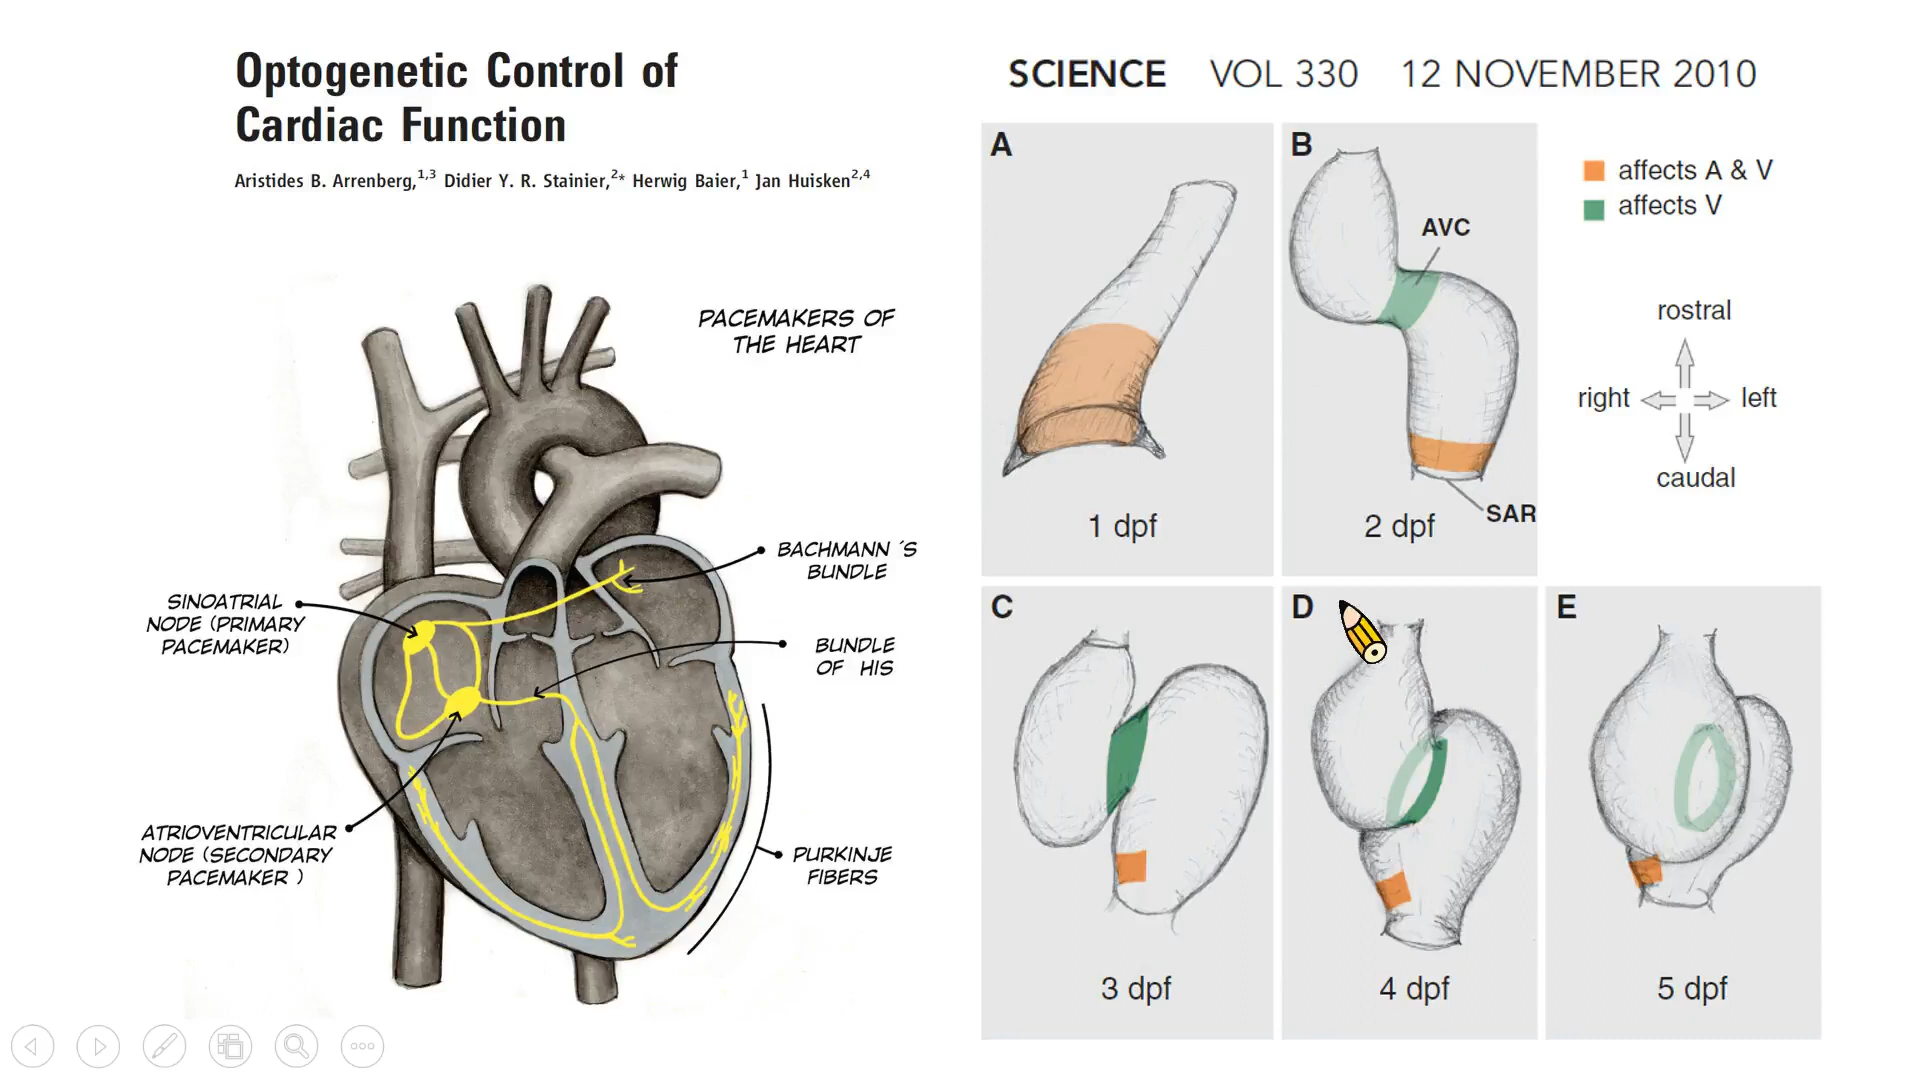 Optogenetic Control of
Cardiac Function
Aristides B. Arrenberg,1,3 Didier Y. R. Stainier,2* Herwig Baier,1 Jan Huisken2,4
PACEMAKERS OF
THE HEART
BACHMANN ´S
BUNDLE
SINOATRIAL
NODE (PRIMARY
PACEMAKER)
BUNDLE
OF HIS
ATRIOVENTRICULAR
NODE (SECONDARY
PACEMAKER )
PURKINJE
FIBERS
SCIENCE VOL 330 12 NOVEMBER 2010
A
1 dpf
B
AVC
SAR
2 dpf
affects A & V
affects V
rostral
right
left
caudal
C
3 dpf
D
4 dpf
E
5 dpf